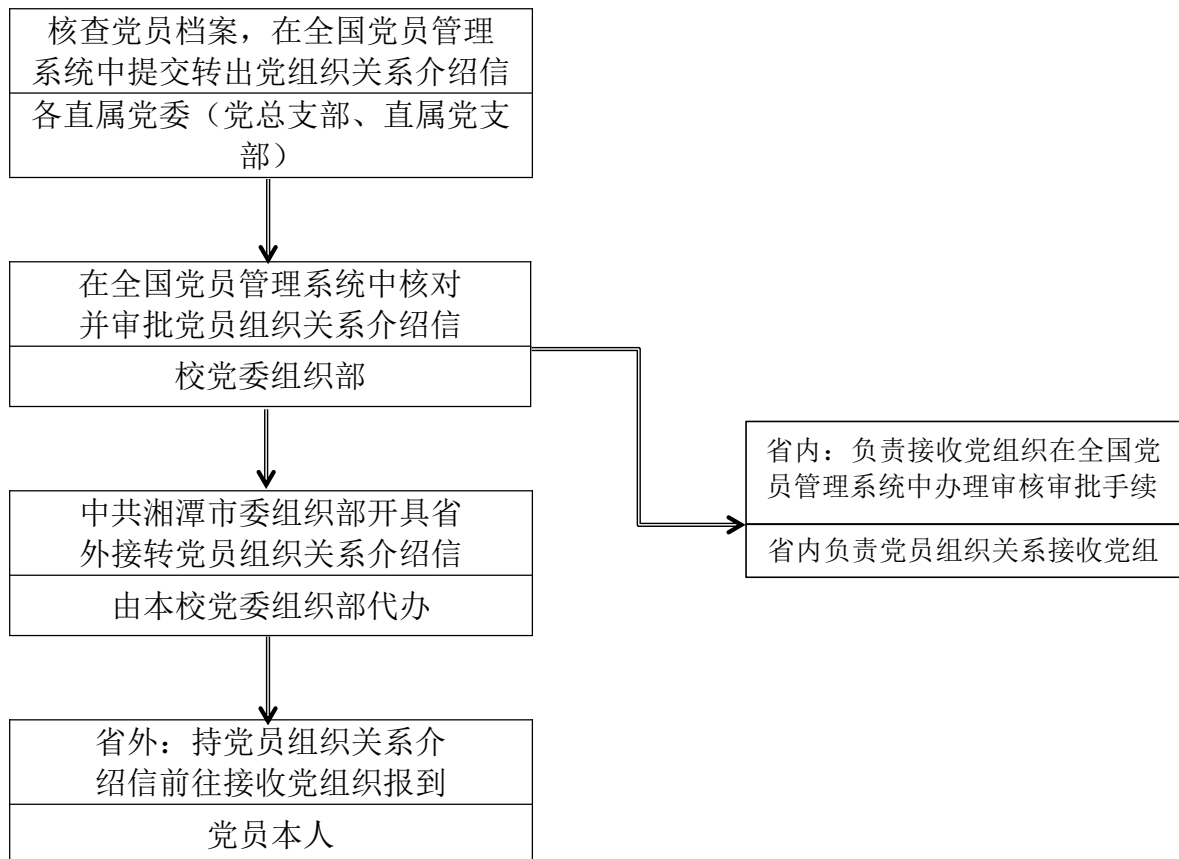 核查党员档案，在全国党员管理
系统中提交转出党组织关系介绍信
各直属党委（党总支部、直属党支
部）
在全国党员管理系统中核对
并审批党员组织关系介绍信
校党委组织部
省内：负责接收党组织在全国党
员管理系统中办理审核审批手续
省内负责党员组织关系接收党组
中共湘潭市委组织部开具省
外接转党员组织关系介绍信
由本校党委组织部代办
省外：持党员组织关系介
绍信前往接收党组织报到
党员本人